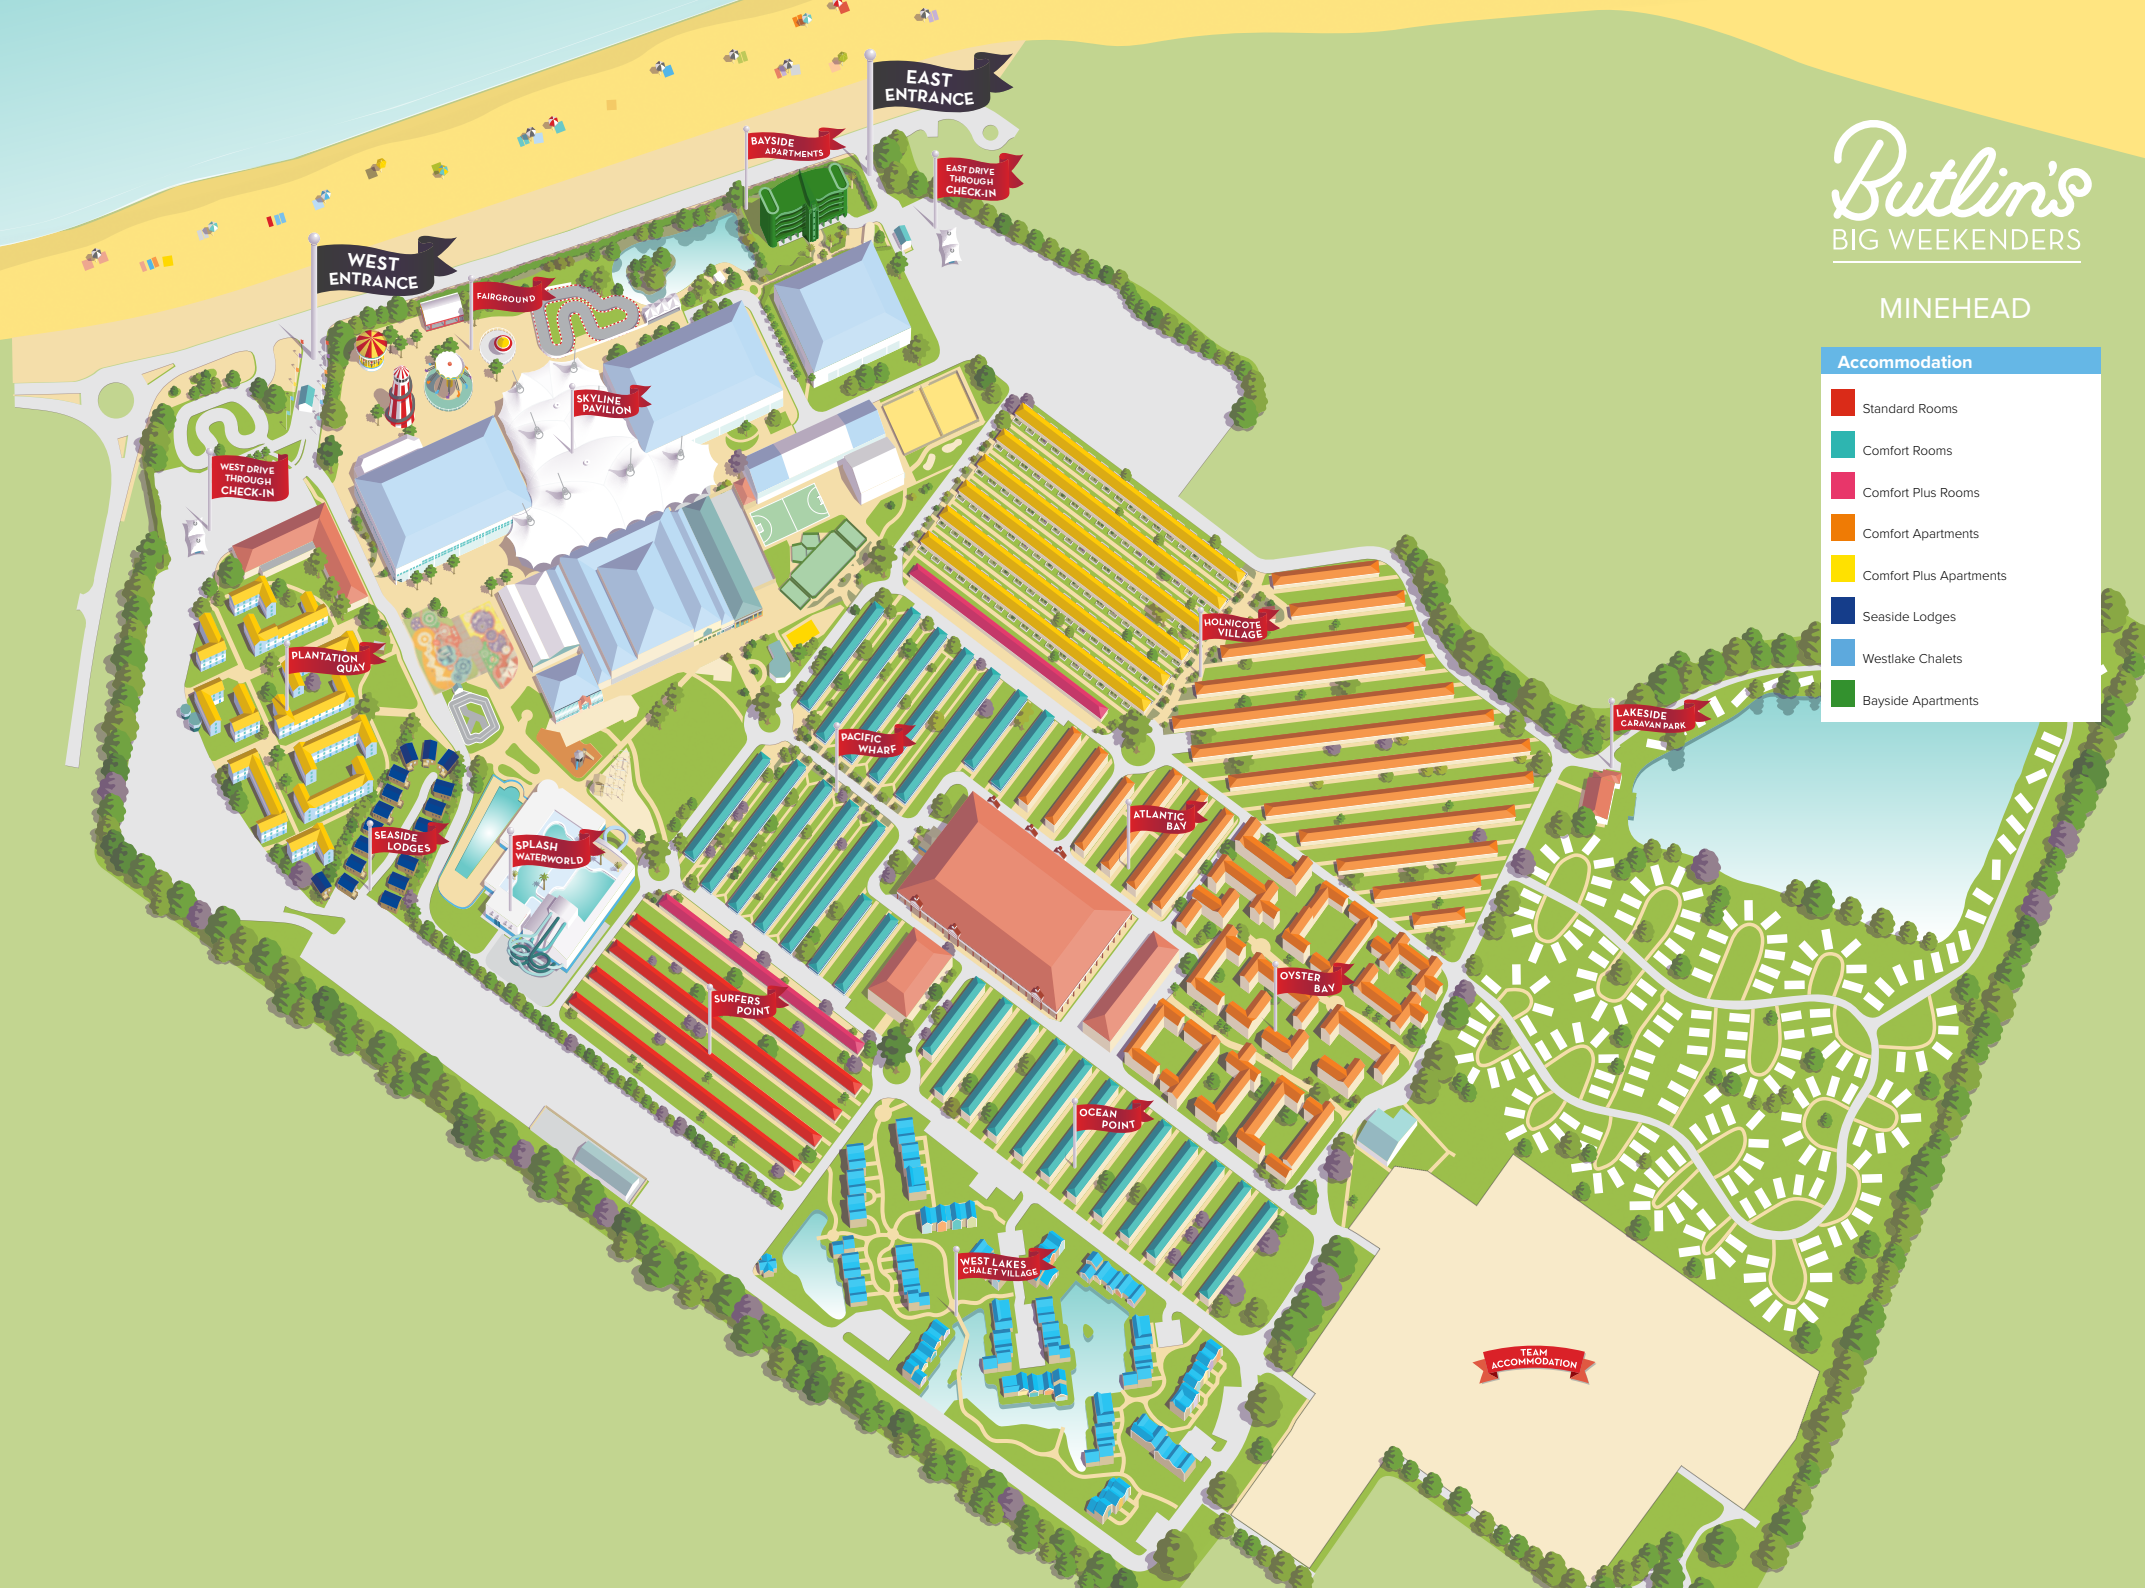 EAST
ENTRANCE
BAYSIDE
APARTMENTS
EAST DRIVE
THROUGH
CHECK-IN
Butlin's
BIG WEEKENDERS
MINEHEAD
WEST
ENTRANCE
FAIRGROUND
SKYLINE
PAVILION
WEST DRIVE
THROUGH
CHECK-IN
Accommodation
Standard Rooms
Comfort Rooms
Comfort Plus Rooms
Comfort Apartments
Comfort Plus Apartments
Seaside Lodges
Westlake Chalets
Bayside Apartments
HOLNICOTE
VILLAGE
PLANTATION
QUAY
LAKESIDE
CARAVAN PARK
PACIFIC
WHARF
ATLANTIC
BAY
SEASIDE
LODGES
SPLASH
WATERWORLD
OYSTER
BAY
SURFERS
POINT
OCEAN
POINT
WEST LAKES
CHALET VILLAGE
TEAM
ACCOMMODATION